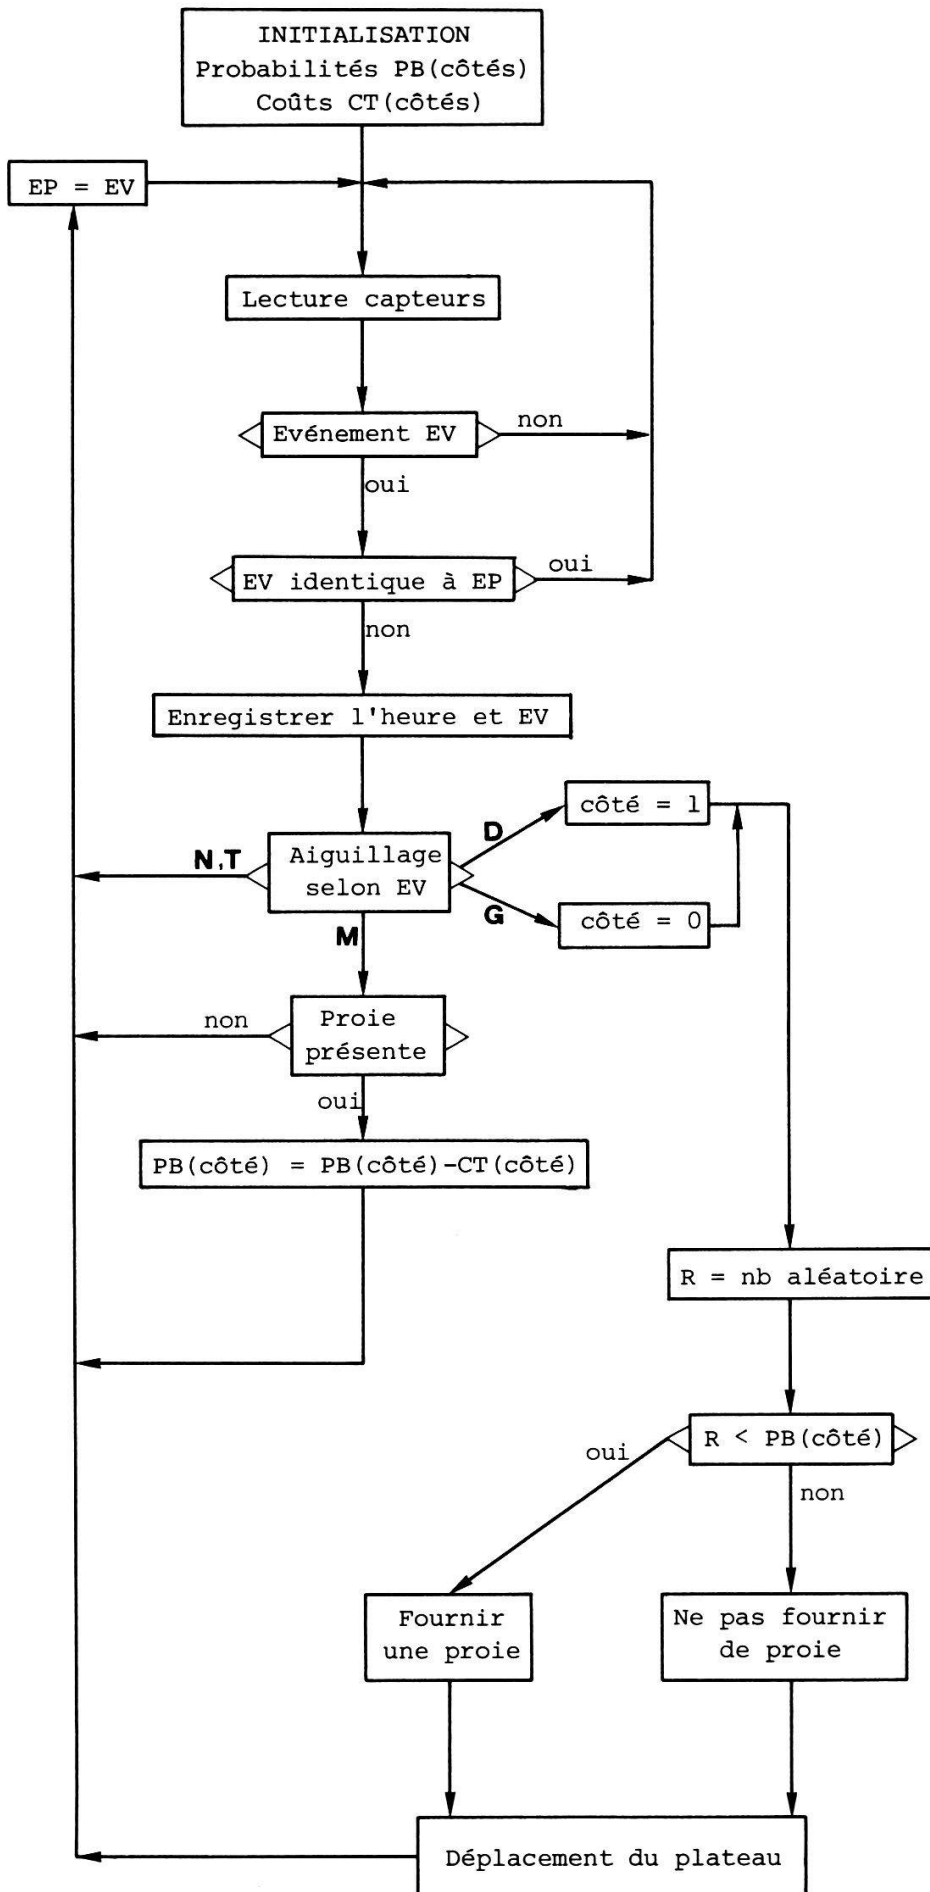 INITIALISATION
Probabilités PB(côtés)
Coûts CT(côtés)
EP = EV
Lecture capteurs
Evénement EV
non
oui
EV identique à EP
oui
non
Enregistrer l'heure et EV
Aiguillage
selon EV
N,T
D
G
M
côté = 1
côté = 0
Proie
présente
non
oui
PB(côté) = PB(côté)-CT(côté)
R = nb aléatoire
R < PB(côté)
oui
non
Fournir
une proie
Ne pas fournir
de proie
Déplacement du plateau